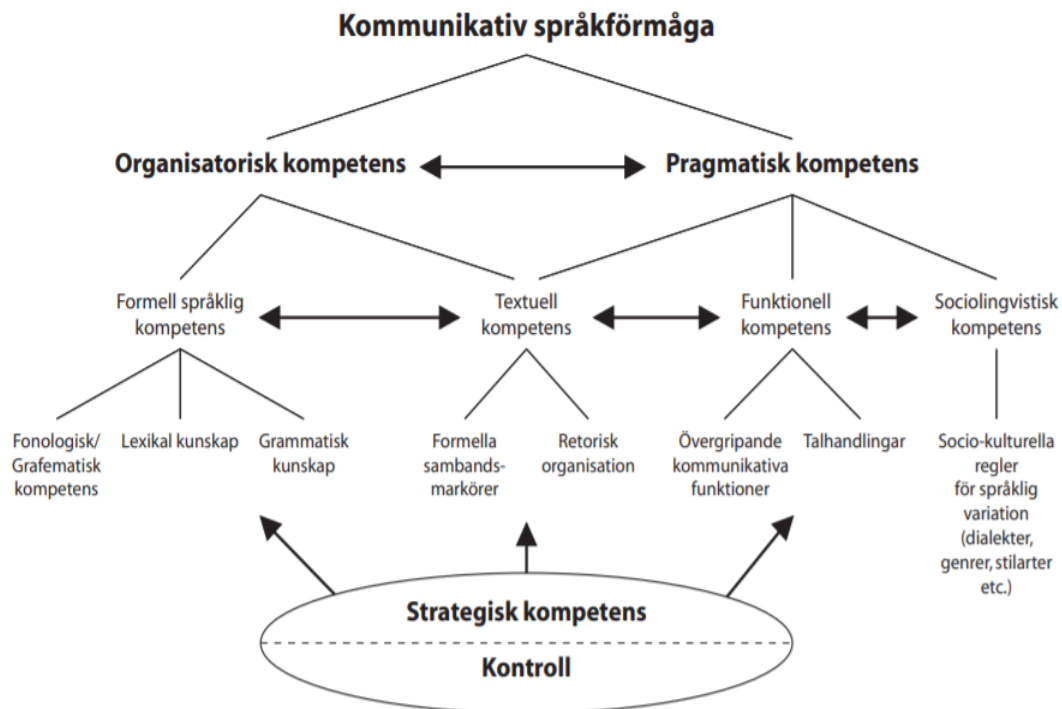 Kommunikativ språkförmåga
Organisatorisk kompetens
Pragmatisk kompetens
Formell språklig
kompetens
Textuell
kompetens
Funktionell
kompetens
Sociolingvistisk
kompetens
Fonologisk/
Grafematisk
kompetens
Lexikal kunskap
Grammatisk
kunskap
Formella
sambands-
markörer
Retorisk
organisation
Övergripande
kommunikativa
funktioner
Talhandlingar
Socio-kulturella
regler
för språklig
variation
(dialekter,
genrer, stilarter
etc.)
Strategisk kompetens
Kontroll